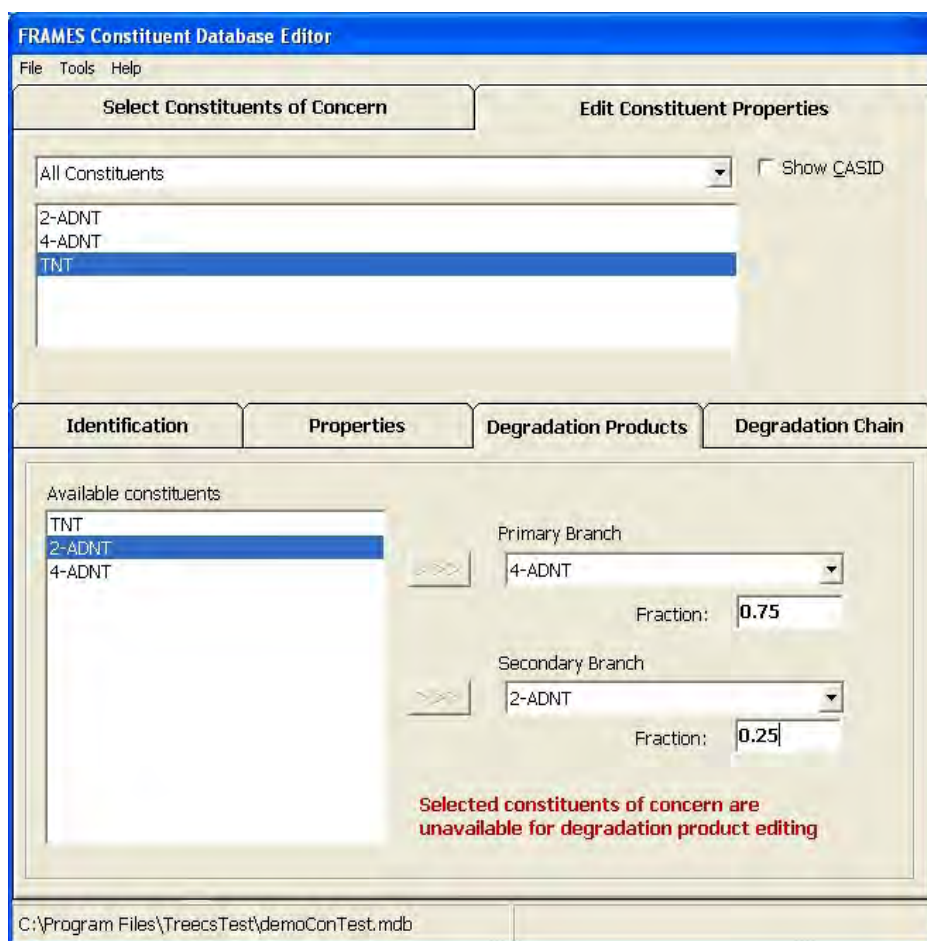 FRAMES Constituent Database Editor
File Tools Help
Select Constituents of Concern
Edit Constituent Properties
All Constituents
Show CASID
2-ADNT
4-ADNT
TNT
Identification
Properties
Degradation Products
Degradation Chain
Available constituents
TNT
2-ADNT
4-ADNT
>>>
Primary Branch
4-ADNT
Fraction: 0.75
>>>
Secondary Branch
2-ADNT
Fraction: 0.25
Selected constituents of concern are
unavailable for degradation product editing
C:\Program Files\TreecsTest\demoConTest.mdb